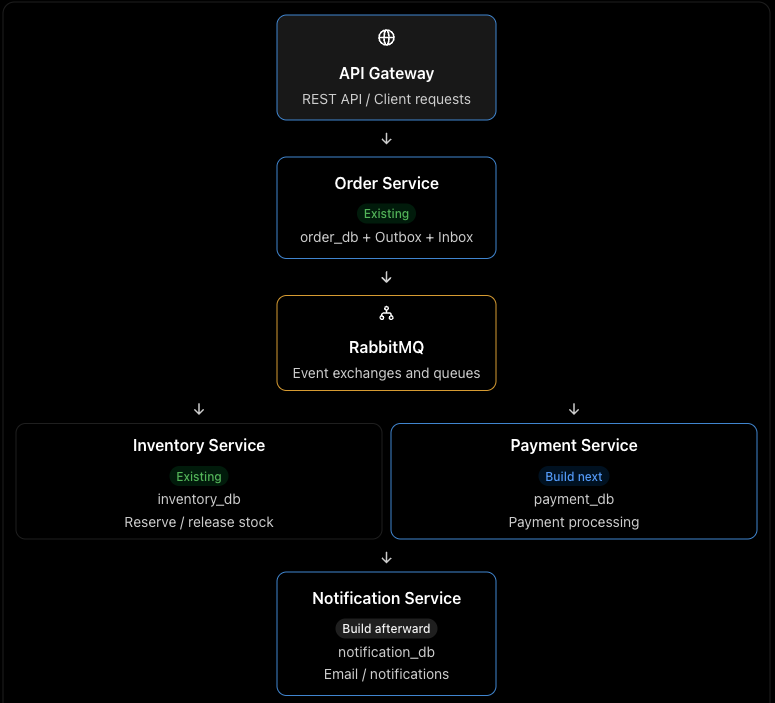 API Gateway
REST API / Client requests
Order Service
Existing
order_db + Outbox + Inbox
RabbitMQ
Event exchanges and queues
Inventory Service
Existing
inventory_db
Reserve / release stock
Payment Service
Build next
payment_db
Payment processing
Notification Service
Build afterward
notification_db
Email / notifications